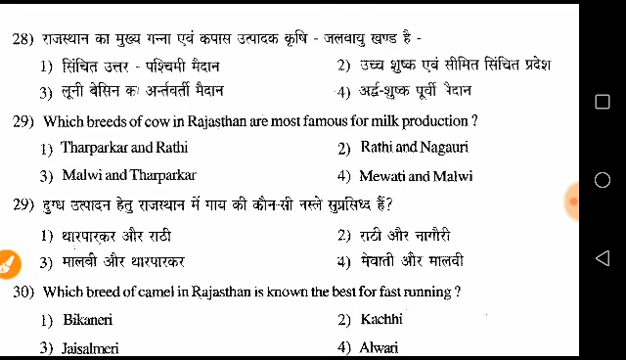 28) राजस्थान का मुख्य गन्ना एवं कपास उत्पादक कृषि - जलवायु खण्ड है -
1) सिंचित उत्तर - पश्चिमी मैदान 2) उच्च शुष्क एवं सीमित सिंचित प्रदेश
3) लूनी बेसिन का अर्न्तवर्ती मैदान 4) अर्द्ध-शुष्क पूर्वी मैदान
29) Which breeds of cow in Rajasthan are most famous for milk production ?
1) Tharparkar and Rathi 2) Rathi and Nagauri
3) Malwi and Tharparkar 4) Mewati and Malwi
29) दुग्ध उत्पादन हेतु राजस्थान में गाय की कौन-सी नस्ले सुप्रसिध्द हैं?
1) थारपारकर और राठी 2) राठी और नागौरी
3) मालवी और थारपारकर 4) मेवाती और मालवी
30) Which breed of camel in Rajasthan is known the best for fast running ?
1) Bikaneri 2) Kachhi
3) Jaisalmeri 4) Alwari